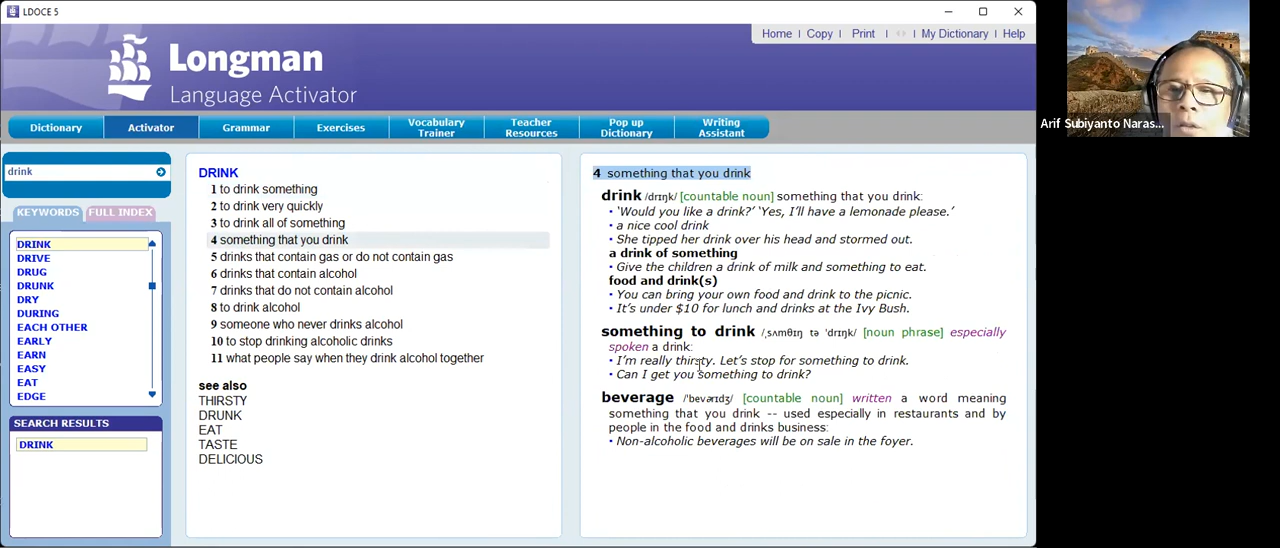 LDOCE 5
Home | Copy | Print | | My Dictionary | Help
Longman
Language Activator
Dictionary
Activator
Grammar
Exercises
Vocabulary
Trainer
Teacher
Resources
Pop up
Dictionary
Writing
Assistant
drink
KEYWORDS
FULL INDEX
DRINK
DRIVE
DRUG
DRUNK
DRY
DURING
EACH OTHER
EARLY
EARN
EASY
EAT
EDGE
SEARCH RESULTS
DRINK
DRINK
1 to drink something
2 to drink very quickly
3 to drink all of something
4 something that you drink
5 drinks that contain gas or do not contain gas
6 drinks that contain alcohol
7 drinks that do not contain alcohol
8 to drink alcohol
9 someone who never drinks alcohol
10 to stop drinking alcoholic drinks
11 what people say when they drink alcohol together
see also
THIRSTY
DRUNK
EAT
TASTE
DELICIOUS
4 something that you drink
drink /drɪŋk/ [countable noun] something that you drink:
• ‘Would you like a drink?’ ‘Yes, I’ll have a lemonade please.’
• a nice cool drink
• She tipped her drink over his head and stormed out.
a drink of something
• Give the children a drink of milk and something to eat.
food and drink(s)
• You can bring your own food and drink to the picnic.
• It’s under $10 for lunch and drinks at the Ivy Bush.
something to drink /ˌsʌmθɪŋ tə ˈdrɪŋk/ [noun phrase] especially
spoken a drink:
• I’m really thirsty. Let’s stop for something to drink.
• Can I get you something to drink?
beverage /ˈbevərɪdʒ/ [countable noun] written a word meaning
something that you drink -- used especially in restaurants and by
people in the food and drinks business:
• Non-alcoholic beverages will be on sale in the foyer.
Arif Subiyanto Naras...